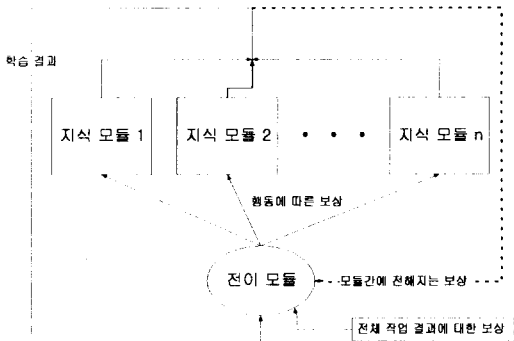 학습 결과
지식 모듈 1
지식 모듈 2
지식 모듈 n
행동에 따른 보상
전이 모듈
모듈간에 전해지는 보상
전체 작업 결과에 대한 보상